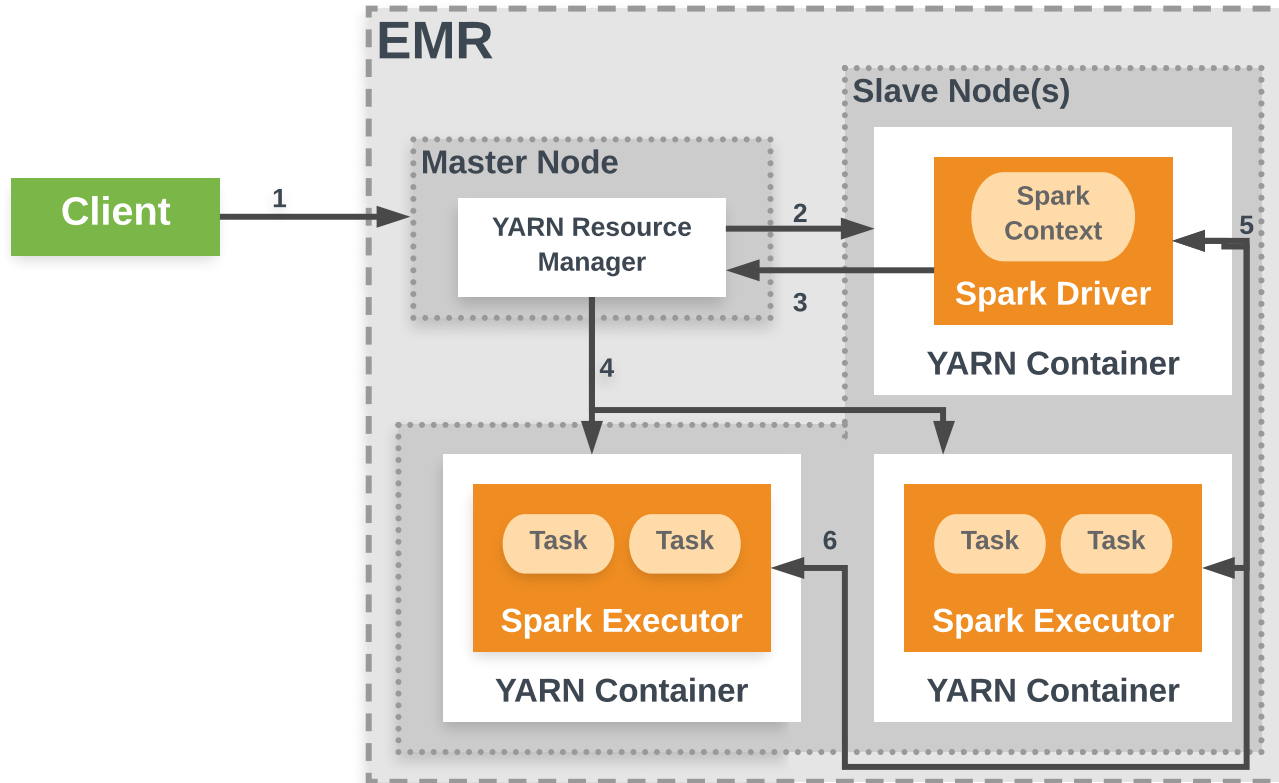 EMR
Slave Node(s)
Master Node
Client
1
YARN Resource
Manager
2
3
Spark
Context
Spark Driver
YARN Container
5
4
Task
Task
Spark Executor
YARN Container
6
Task
Task
Spark Executor
YARN Container